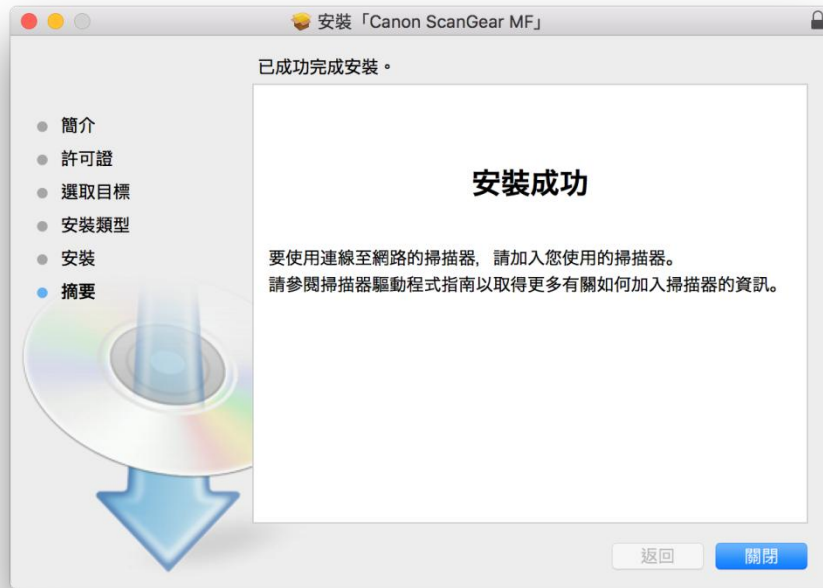 安裝「Canon ScanGear MF」
已成功完成安裝。
簡介
許可證
選取目標
安裝類型
安裝
摘要
安裝成功
要使用連線至網路的掃描器，請加入您使用的掃描器。
請參閱掃描器驅動程式指南以取得更多有關如何加入掃描器的資訊。
返回
關閉